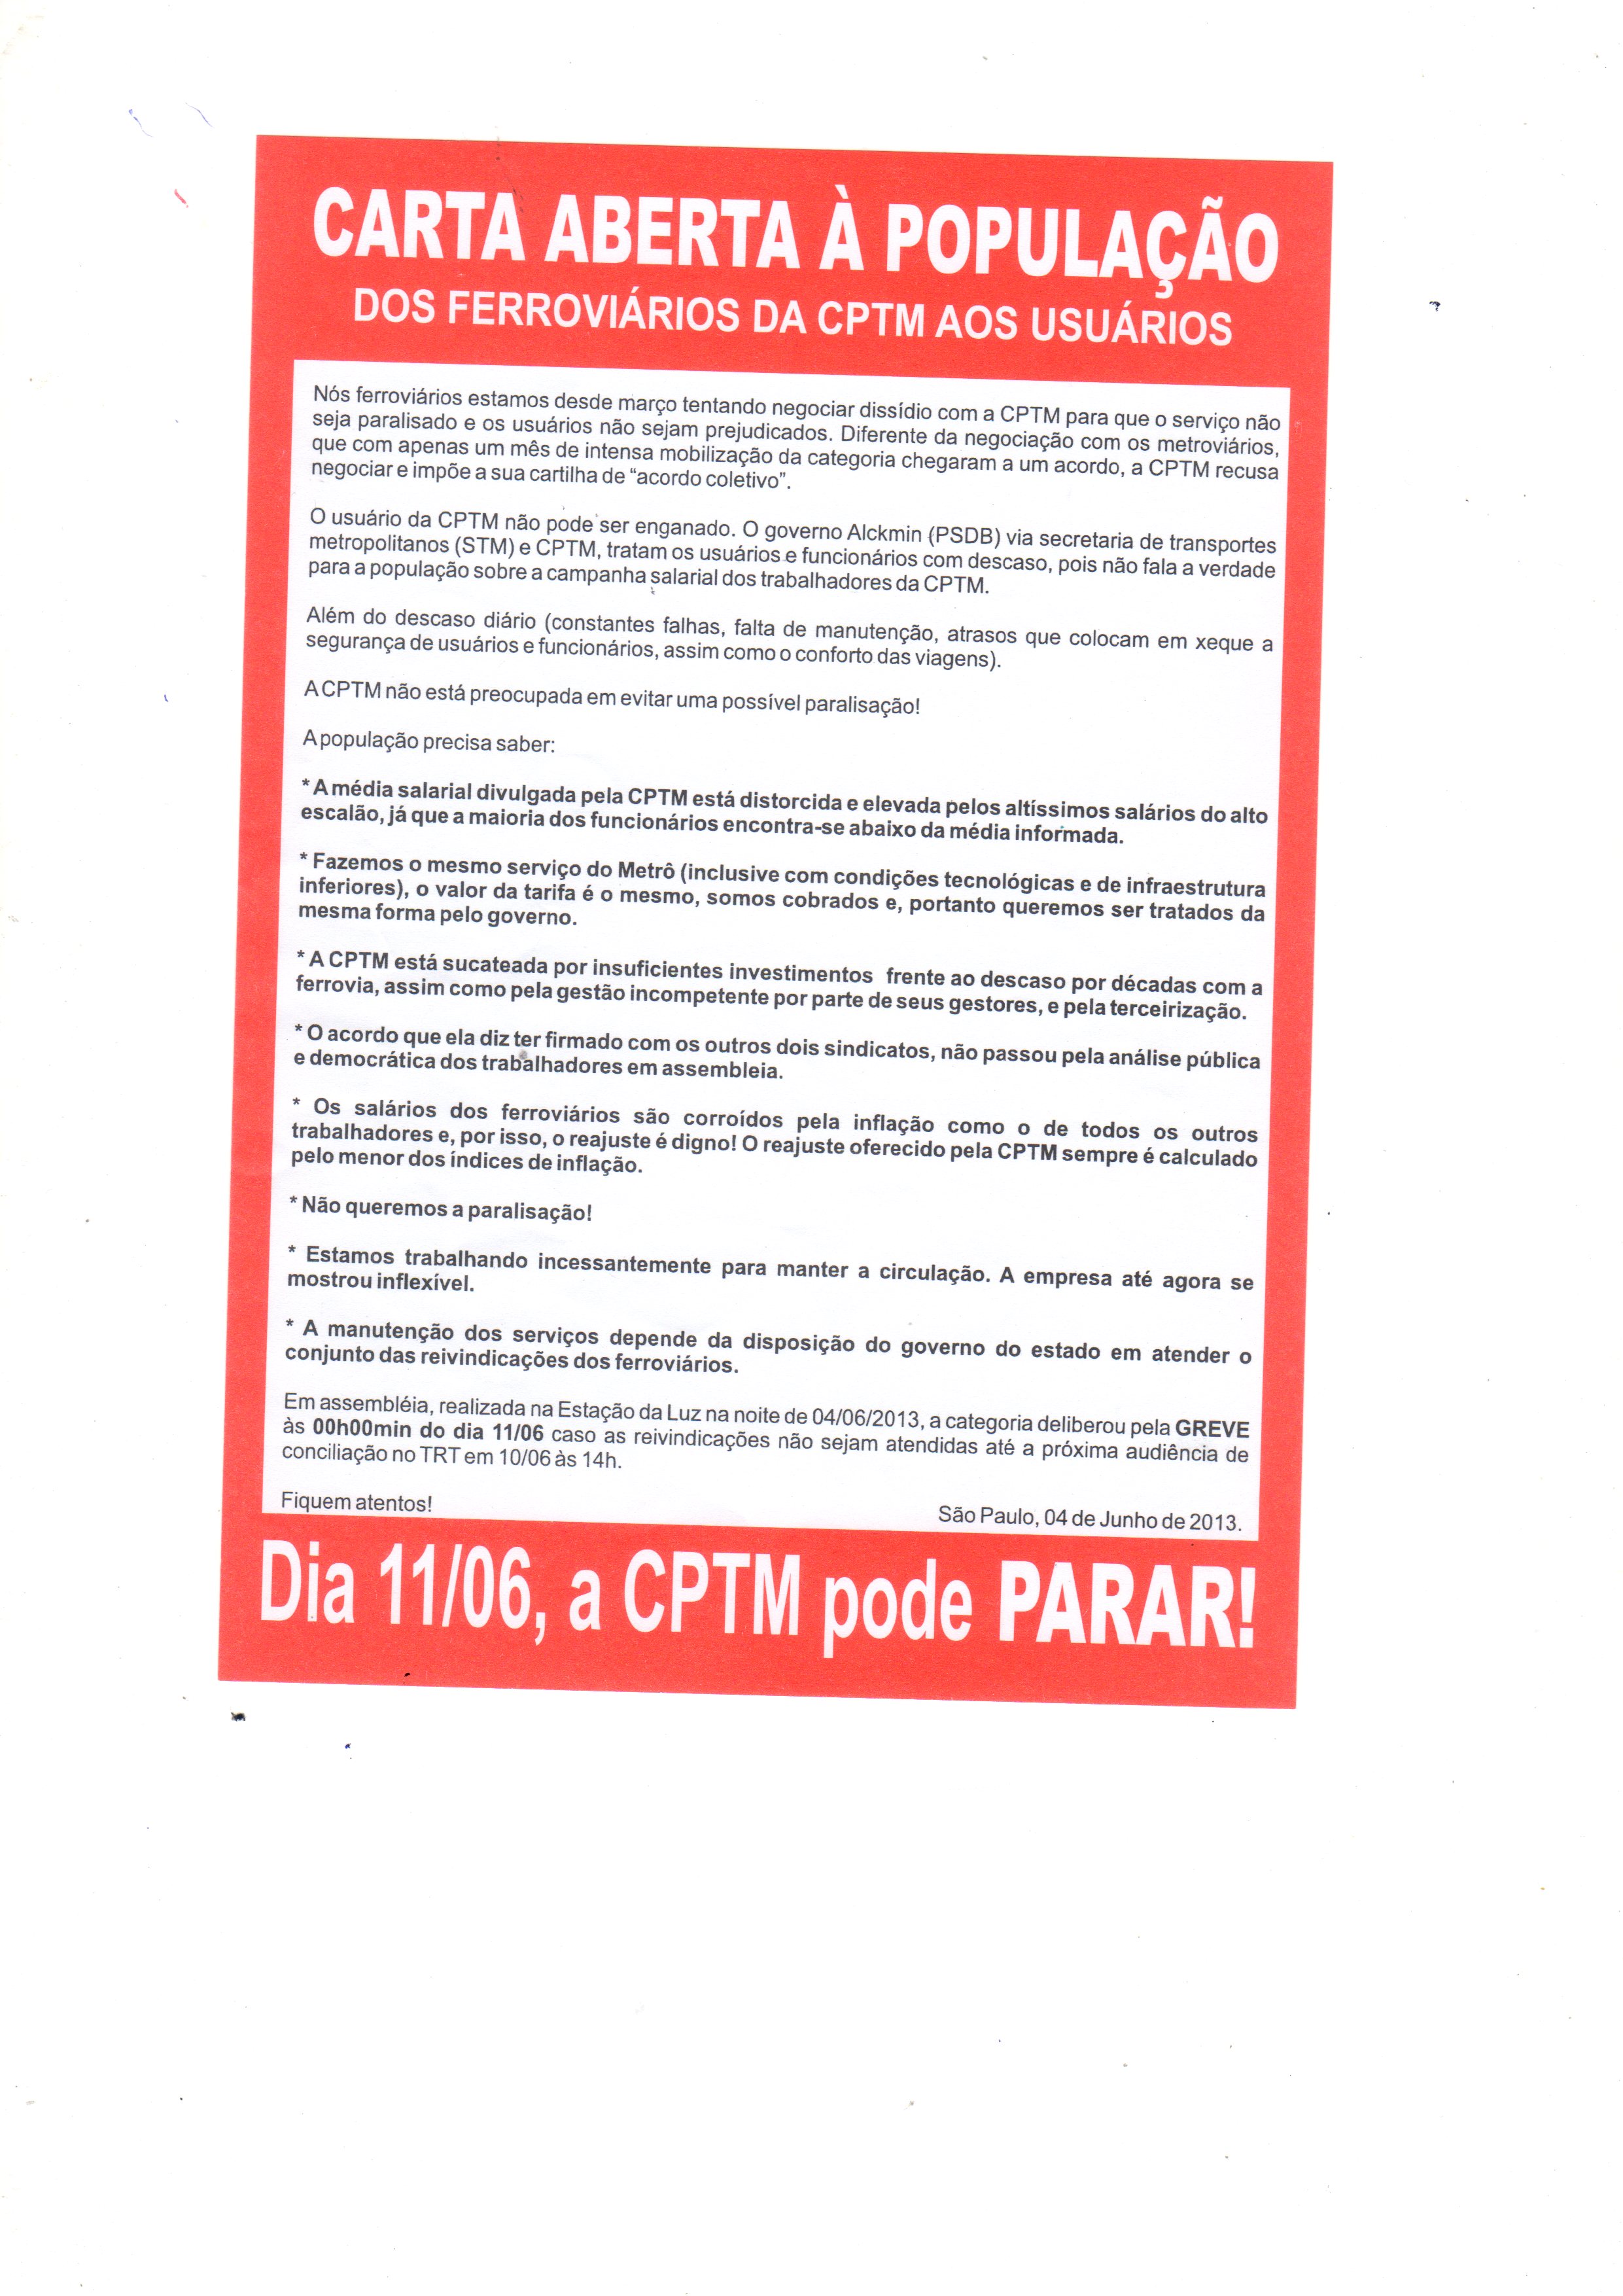 CARTA ABERTA À POPULAÇÃO
DOS FERROVIÁRIOS DA CPTM AOS USUÁRIOS
Nós ferroviários estamos desde março tentando negociar dissídio com a CPTM para que o serviço não
seja paralisado e os usuários não sejam prejudicados. Diferente da negociação com os metroviários,
que com apenas um mês de intensa mobilização da categoria chegaram a um acordo, a CPTM recusa
negociar e impõe a sua cartilha de "acordo coletivo".
O usuário da CPTM não pode ser enganado. O governo Alckmin (PSDB) via secretaria de transportes
metropolitanos (STM) e CPTM, tratam os usuários e funcionários com descaso, pois não fala a verdade
para a população sobre a campanha salarial dos trabalhadores da CPTM.
Além do descaso diário (constantes falhas, falta de manutenção, atrasos que colocam em xeque a
segurança de usuários e funcionários, assim como o conforto das viagens).
A CPTM não está preocupada em evitar uma possível paralisação!
A população precisa saber:
* A média salarial divulgada pela CPTM está distorcida e elevada pelos altíssimos salários do alto
escalão, já que a maioria dos funcionários encontra-se abaixo da média informada.
* Fazemos o mesmo serviço do Metrô (inclusive com condições tecnológicas e de infraestrutura
inferiores), o valor da tarifa é o mesmo, somos cobrados e, portanto queremos ser tratados da
mesma forma pelo governo.
* A CPTM está sucateada por insuficientes investimentos frente ao descaso por décadas com a
ferrovia, assim como pela gestão incompetente por parte de seus gestores, e pela terceirização.
* O acordo que ela diz ter firmado com os outros dois sindicatos, não passou pela análise pública
e democrática dos trabalhadores em assembleia.
* Os salários dos ferroviários são corroídos pela inflação como o de todos os outros
trabalhadores e, por isso, o reajuste é digno! O reajuste oferecido pela CPTM sempre é calculado
pelo menor dos índices de inflação.
* Não queremos a paralisação!
* Estamos trabalhando incessantemente para manter a circulação. A empresa até agora se
mostrou inflexível.
* A manutenção dos serviços depende da disposição do governo do estado em atender o
conjunto das reivindicações dos ferroviários.
Em assembléia, realizada na Estação da Luz na noite de 04/06/2013, a categoria deliberou pela GREVE
às 00h00min do dia 11/06 caso as reivindicações não sejam atendidas até a próxima audiência de
conciliação no TRT em 10/06 às 14h.
Fiquem atentos!
São Paulo, 04 de Junho de 2013.
Dia 11/06, a CPTM pode PARAR!